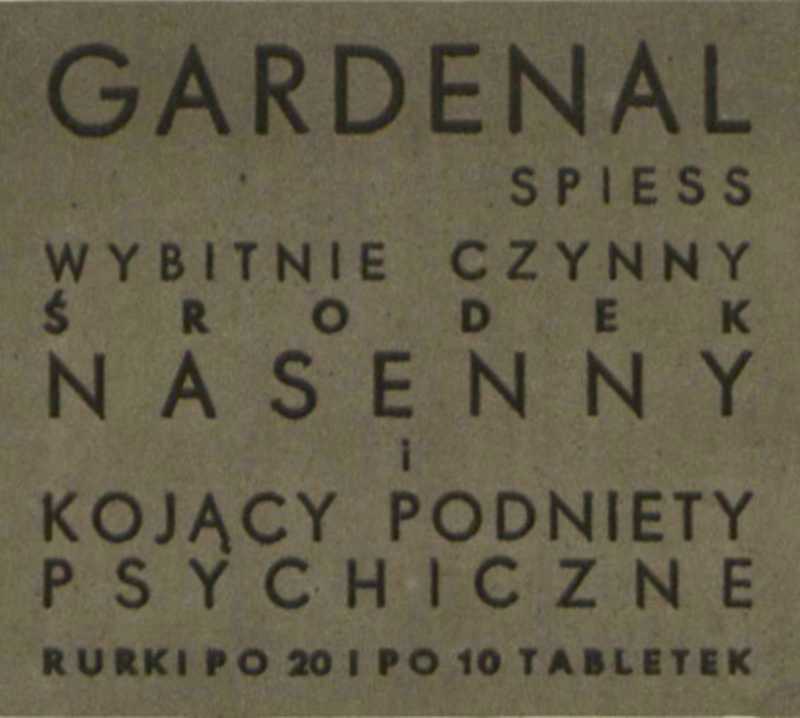 GARDENAL
SPIESS
WYBITNIE CZYNNY
ŚRODEK
NASENNY
i
KOJĄCY PODNIETY
PSYCHICZNE
RURKI PO 20 I PO 10 TABLETEK